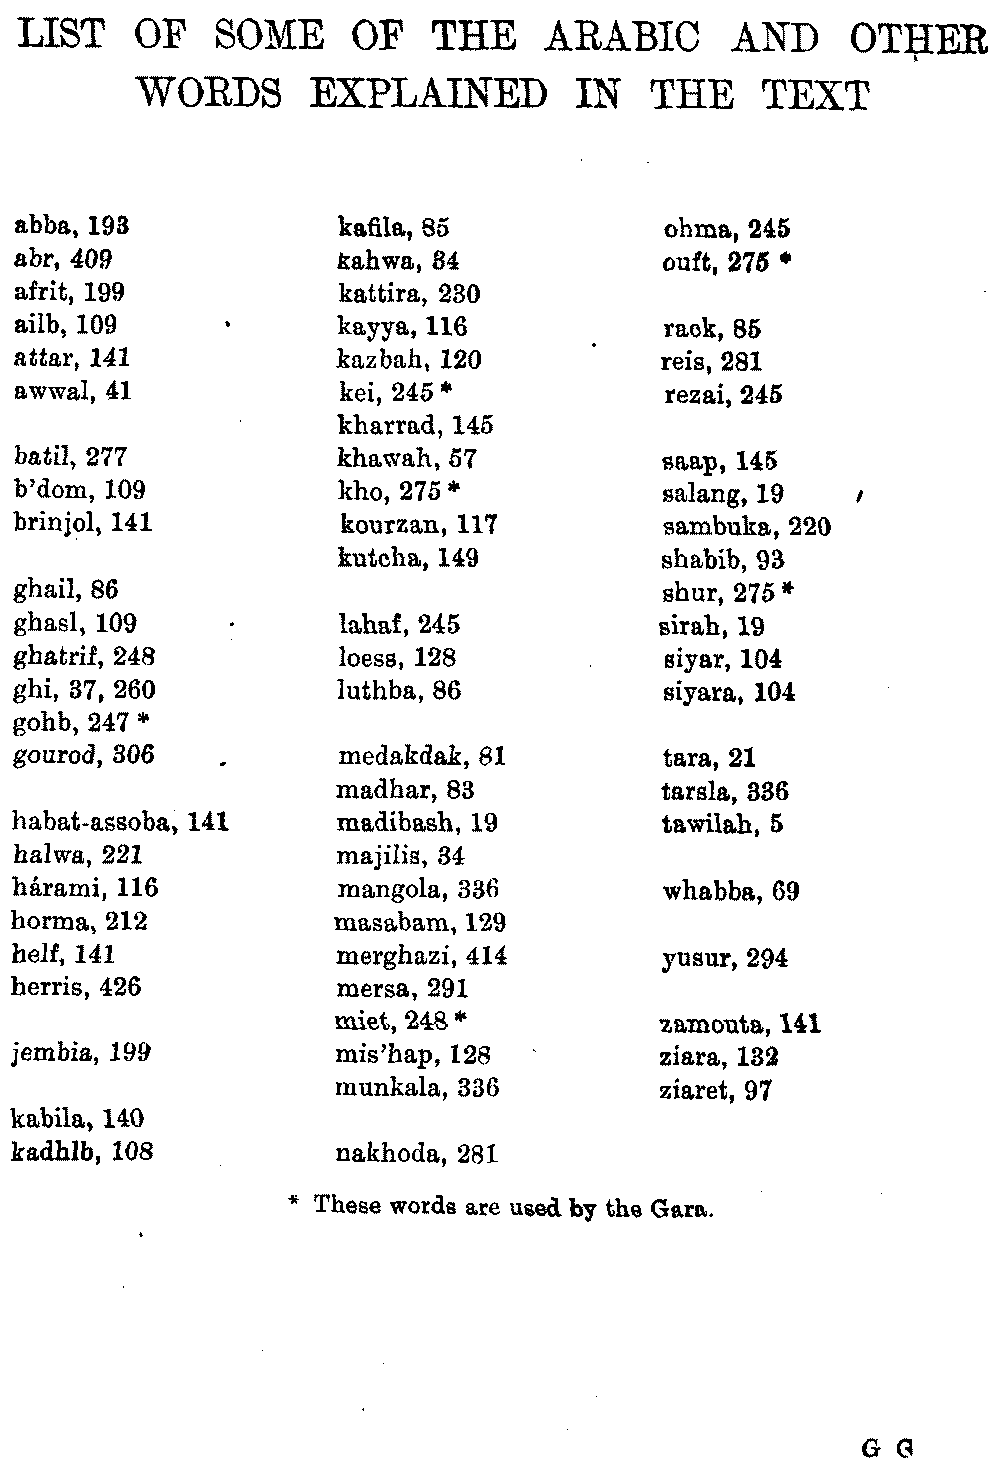 LIST OF SOME OF THE ARABIC AND OTHER
WORDS EXPLAINED IN THE TEXT
abba, 193
abr, 409
afrit, 199
ailb, 109
attar, 141
awwal, 41
batil, 277
b'dom, 109
brinjol, 141
ghail, 86
ghasl, 109
ghatrif, 248
ghi, 37, 260
gohb, 247 *
gourod, 306
habat-assoba, 141
halwa, 221
hárami, 116
horma, 212
helf, 141
herris, 426
jembia, 199
kabila, 140
kadhlb, 108
kafila, 85
kahwa, 84
kattira, 230
kayya, 116
kazbah, 120
kei, 245 *
kharrad, 145
khawah, 57
kho, 275 *
kourzan, 117
kutcha, 149
lahaf, 245
loess, 128
luthba, 86
medakdak, 81
madhar, 83
madibash, 19
majilis, 34
mangola, 336
masabam, 129
merghazi, 414
mersa, 291
miet, 248 *
mis'hap, 128
munkala, 336
nakhoda, 281
ohma, 245
ouft, 275 *
raok, 85
reis, 281
rezai, 245
saap, 145
salang, 19
sambuka, 220
shabib, 93
shur, 275 *
sirah, 19
siyar, 104
siyara, 104
tara, 21
tarsla, 336
tawilah, 5
whabba, 69
yusur, 294
zamouta, 141
ziara, 132
ziaret, 97
* These words are used by the Gara.
G G